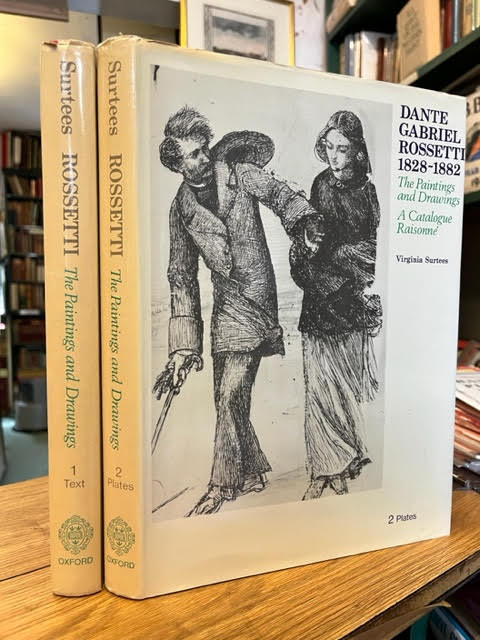 Surtees ROSSETTI The Paintings and Drawings
1
Text
OXFORD
Surtees ROSSETTI The Paintings and Drawings
2
Plates
OXFORD
DANTE
GABRIEL
ROSSETTI
1828-1882
The Paintings
and Drawings
A Catalogue
Raisonné
Virginia Surtees
2 Plates